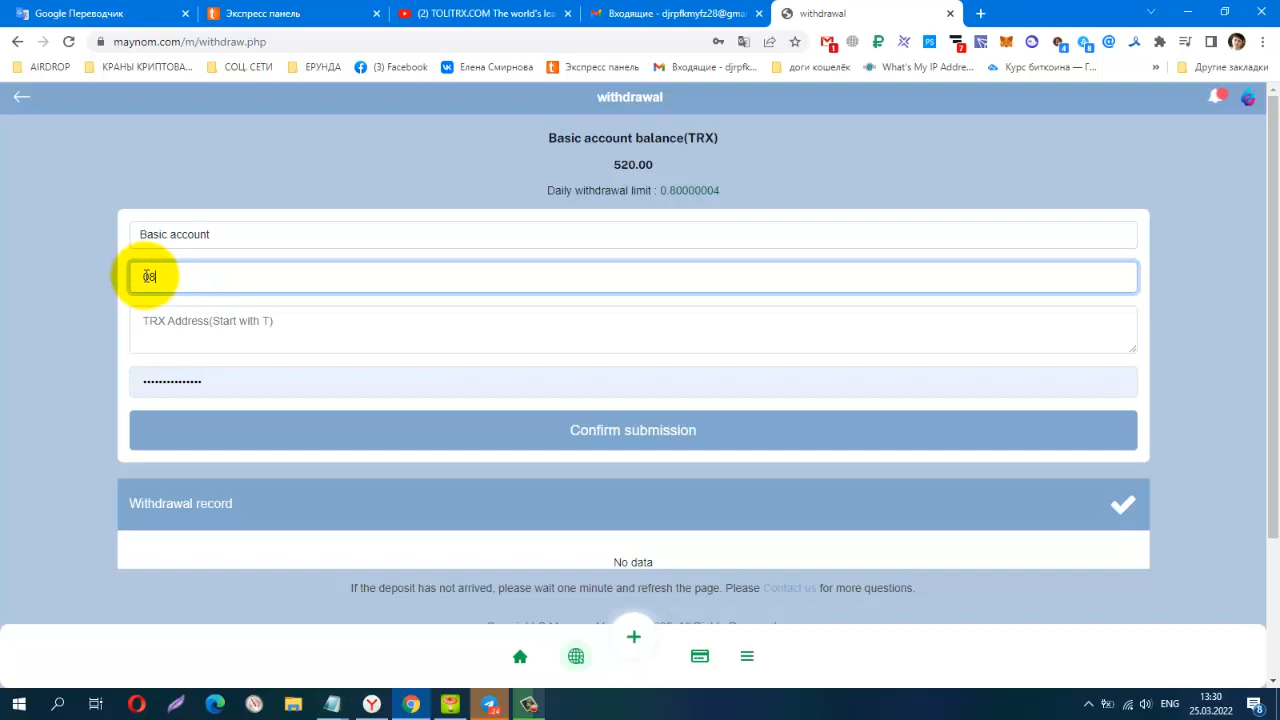 Google Переводчик
Экспресс панель
(2) TOLITRX.COM The world's lea
Входящие - djrpfkmyfz28@gma
withdrawal
maynom.com/m/withdraw.php
AIRDROP
КРАНЫ КРИПТОВА...
СОЦ. СЕТИ
ЕРУНДА
(3) Facebook
Елена Смирнова
Экспресс панель
Входящие - djrpfk...
доги кошелёк
What's My IP Addre...
Курс биткоина — Г...
»
Другие закладки
withdrawal
Basic account balance(TRX)
520.00
Daily withdrawal limit : 0.80000004
Basic account
08
TRX Address(Start with T)
•••••••••••••••
Confirm submission
Withdrawal record
No data
If the deposit has not arrived, please wait one minute and refresh the page. Please Contact us for more questions.
ENG
13:30
25.03.2022